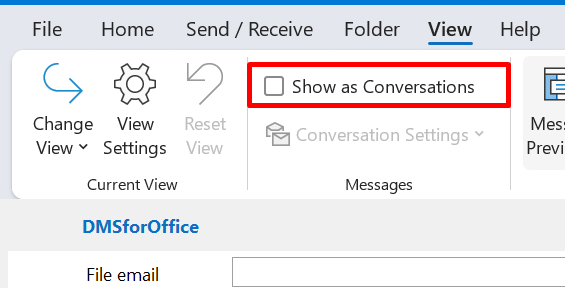 File Home Send / Receive Folder View Help
Change View
View Settings
Reset View
Current View
Show as Conversations
Conversation Settings
Messages
Mess
Previ
DMSforOffice
File email